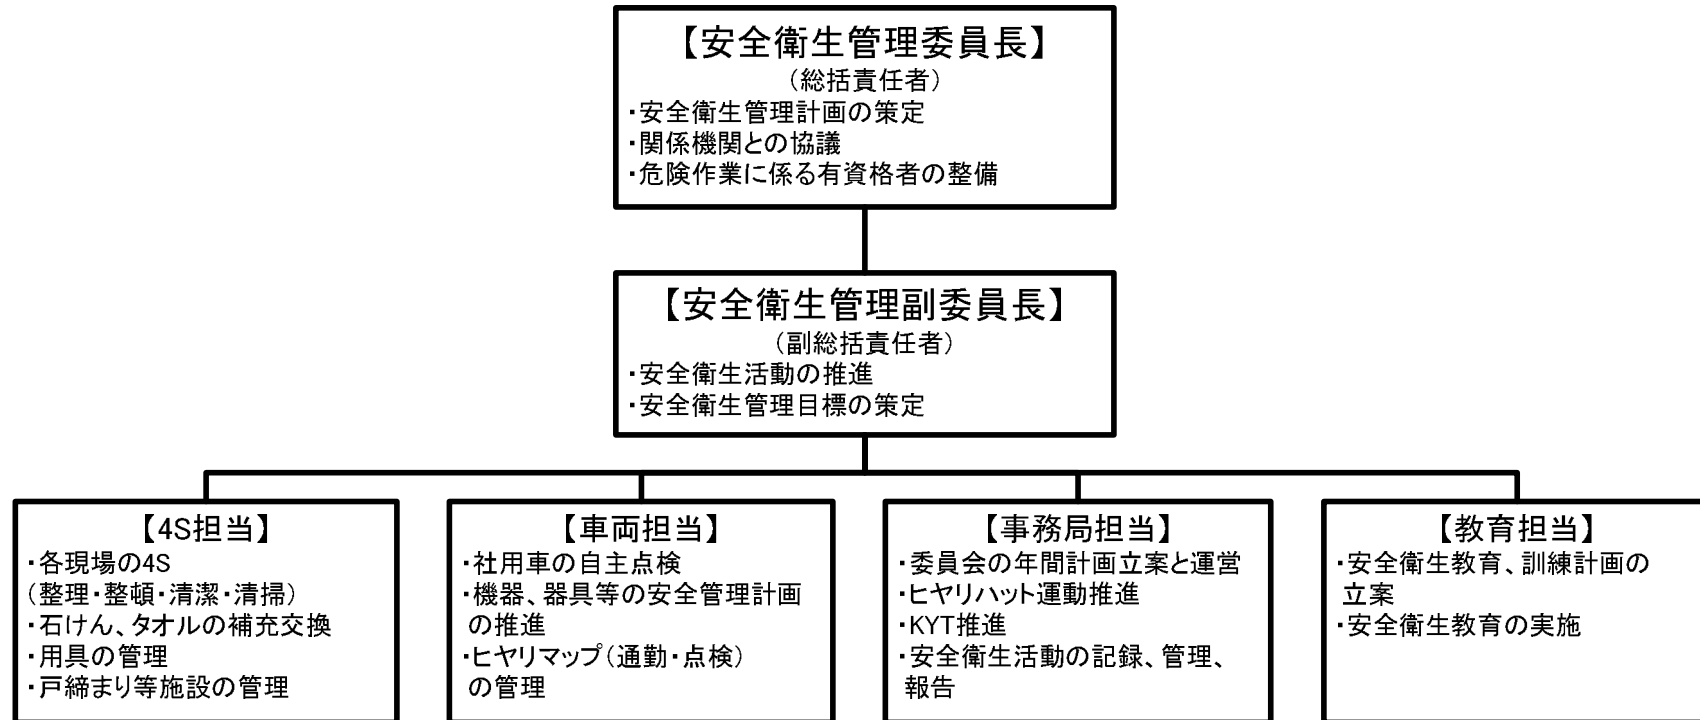 【安全衛生管理委員長】
（総括責任者）
・安全衛生管理計画の策定
・関係機関との協議
・危険作業に係る有資格者の整備
【安全衛生管理副委員長】
（副総括責任者）
・安全衛生活動の推進
・安全衛生管理目標の策定
【4S担当】
・各現場の4S
（整理・整頓・清潔・清掃）
・石けん、タオルの補充交換
・用具の管理
・戸締まり等施設の管理
【車両担当】
・社用車の自主点検
・機器、器具等の安全管理計画
の推進
・ヒヤリマップ（通勤・点検）
の管理
【事務局担当】
・委員会の年間計画立案と運営
・ヒヤリハット運動推進
・KYT推進
・安全衛生活動の記録、管理、
報告
【教育担当】
・安全衛生教育、訓練計画の
立案
・安全衛生教育の実施